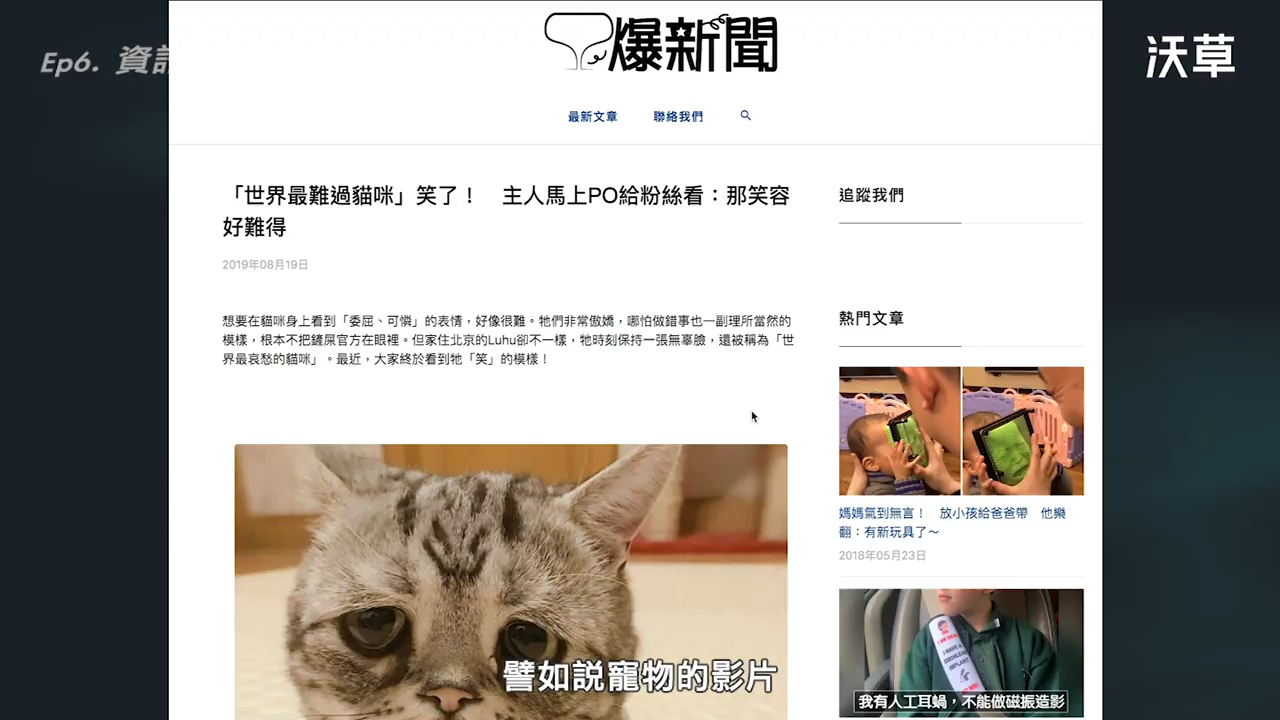 Ep6. 資訊
沃草
爆新聞
最新文章
聯絡我們
「世界最難過貓咪」笑了！ 主人馬上PO給粉絲看：那笑容
好難得
2019年08月19日
想要在貓咪身上看到「委屈、可憐」的表情，好像很難。牠們非常傲嬌，哪怕做錯事也一副理所當然的
模樣，根本不把鏟屎官方在眼裡。但家住北京的Luhu卻不一樣，牠時刻保持一張無辜臉，還被稱為「世
界最哀愁的貓咪」。最近，大家終於看到牠「笑」的模樣！
譬如說寵物的影片
追蹤我們
熱門文章
媽媽氣到無言！ 放小孩給爸爸帶 他樂
翻：有新玩具了～
2018年05月23日
I HAVE A
COCHLEAR
IMPLANT
我有人工耳蝸，不能做磁振造影